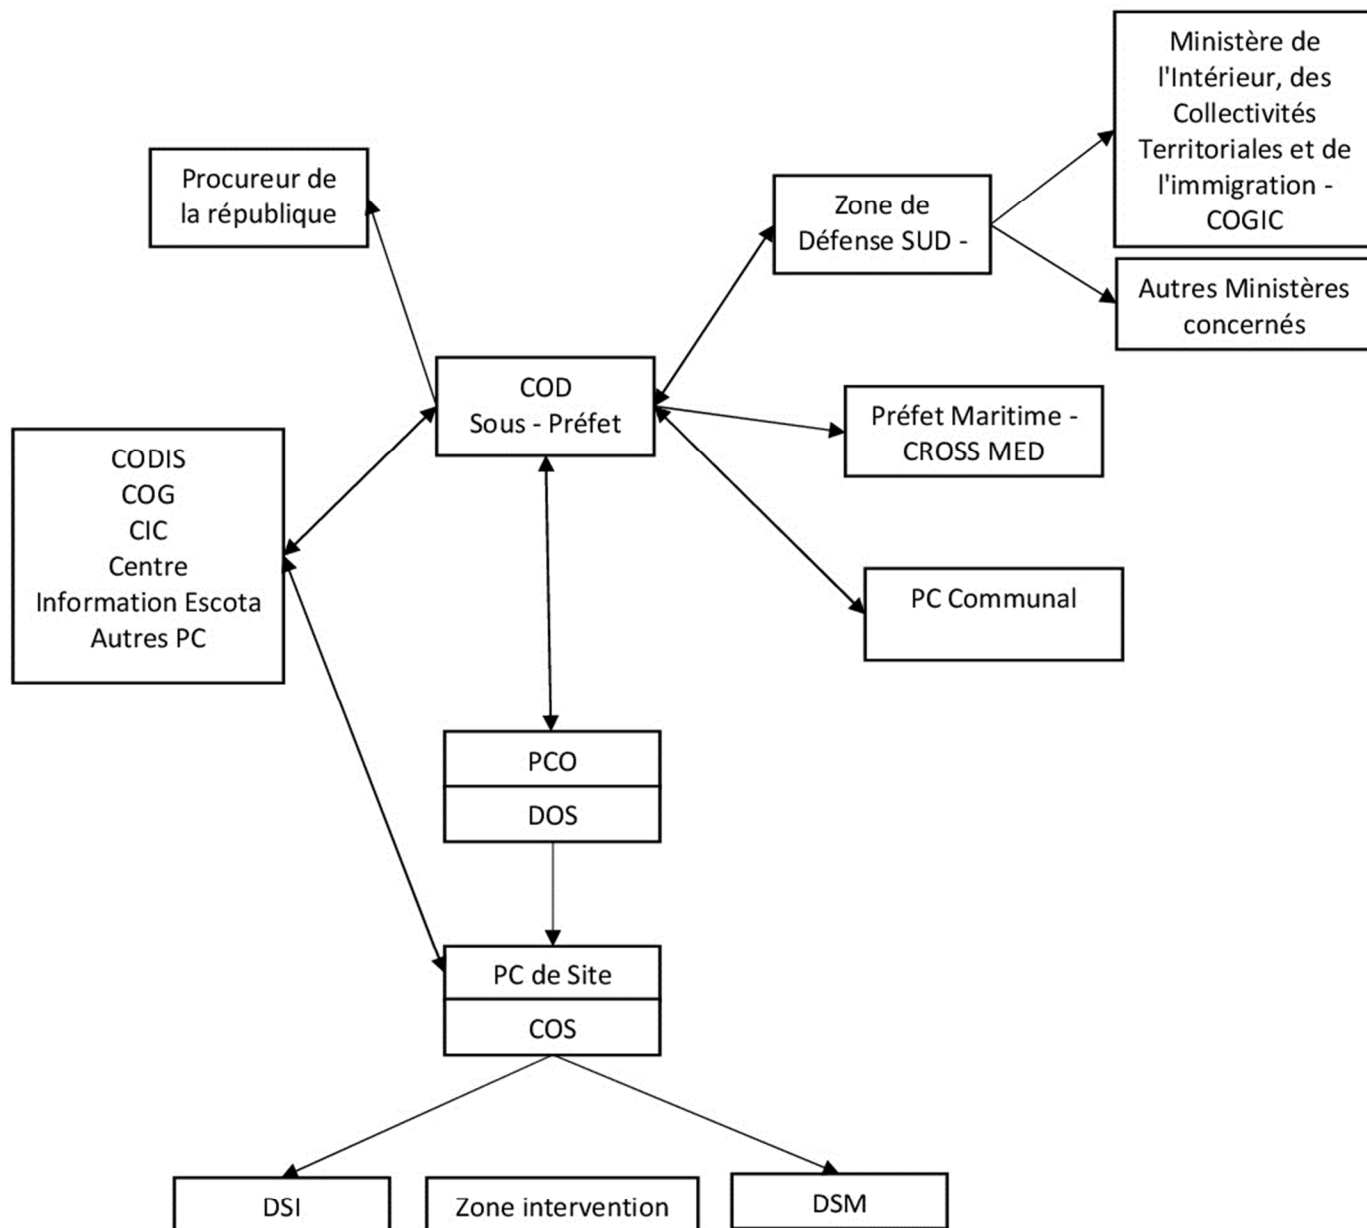 Ministère de
l'Intérieur, des
Collectivités
Territoriales et de
l'immigration -
COGIC
Procureur de
la république
Zone de
Défense SUD -
Autres Ministères
concernés
COD
Sous - Préfet
Préfet Maritime -
CROSS MED
CODIS
COG
CIC
Centre
Information Escota
Autres PC
PC Communal
PCO
DOS
PC de Site
COS
DSI
Zone intervention
DSM